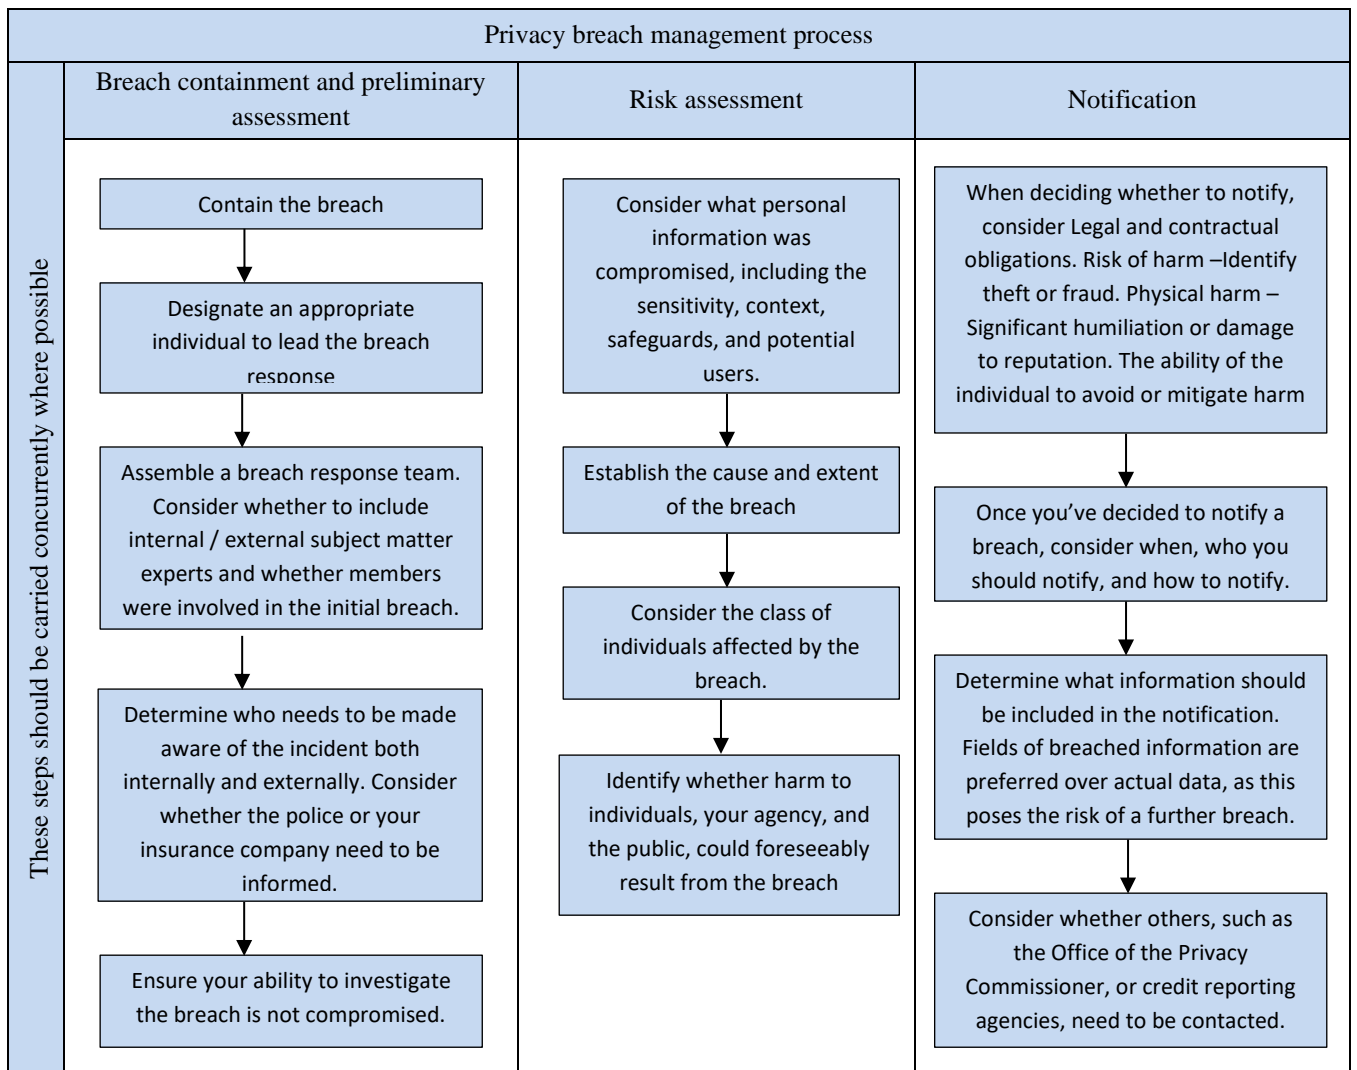 Privacy breach management process
These steps should be carried concurrently where possible
Breach containment and preliminary
assessment
Risk assessment
Notification
Contain the breach
Designate an appropriate
individual to lead the breach
response
Assemble a breach response team.
Consider whether to include
internal / external subject matter
experts and whether members
were involved in the initial breach.
Determine who needs to be made
aware of the incident both
internally and externally. Consider
whether the police or your
insurance company need to be
informed.
Ensure your ability to investigate
the breach is not compromised.
Consider what personal
information was
compromised, including the
sensitivity, context,
safeguards, and potential
users.
Establish the cause and extent
of the breach
Consider the class of
individuals affected by the
breach.
Identify whether harm to
individuals, your agency, and
the public, could foreseeably
result from the breach
When deciding whether to notify,
consider Legal and contractual
obligations. Risk of harm –Identify
theft or fraud. Physical harm –
Significant humiliation or damage
to reputation. The ability of the
individual to avoid or mitigate harm
Once you’ve decided to notify a
breach, consider when, who you
should notify, and how to notify.
Determine what information should
be included in the notification.
Fields of breached information are
preferred over actual data, as this
poses the risk of a further breach.
Consider whether others, such as
the Office of the Privacy
Commissioner, or credit reporting
agencies, need to be contacted.